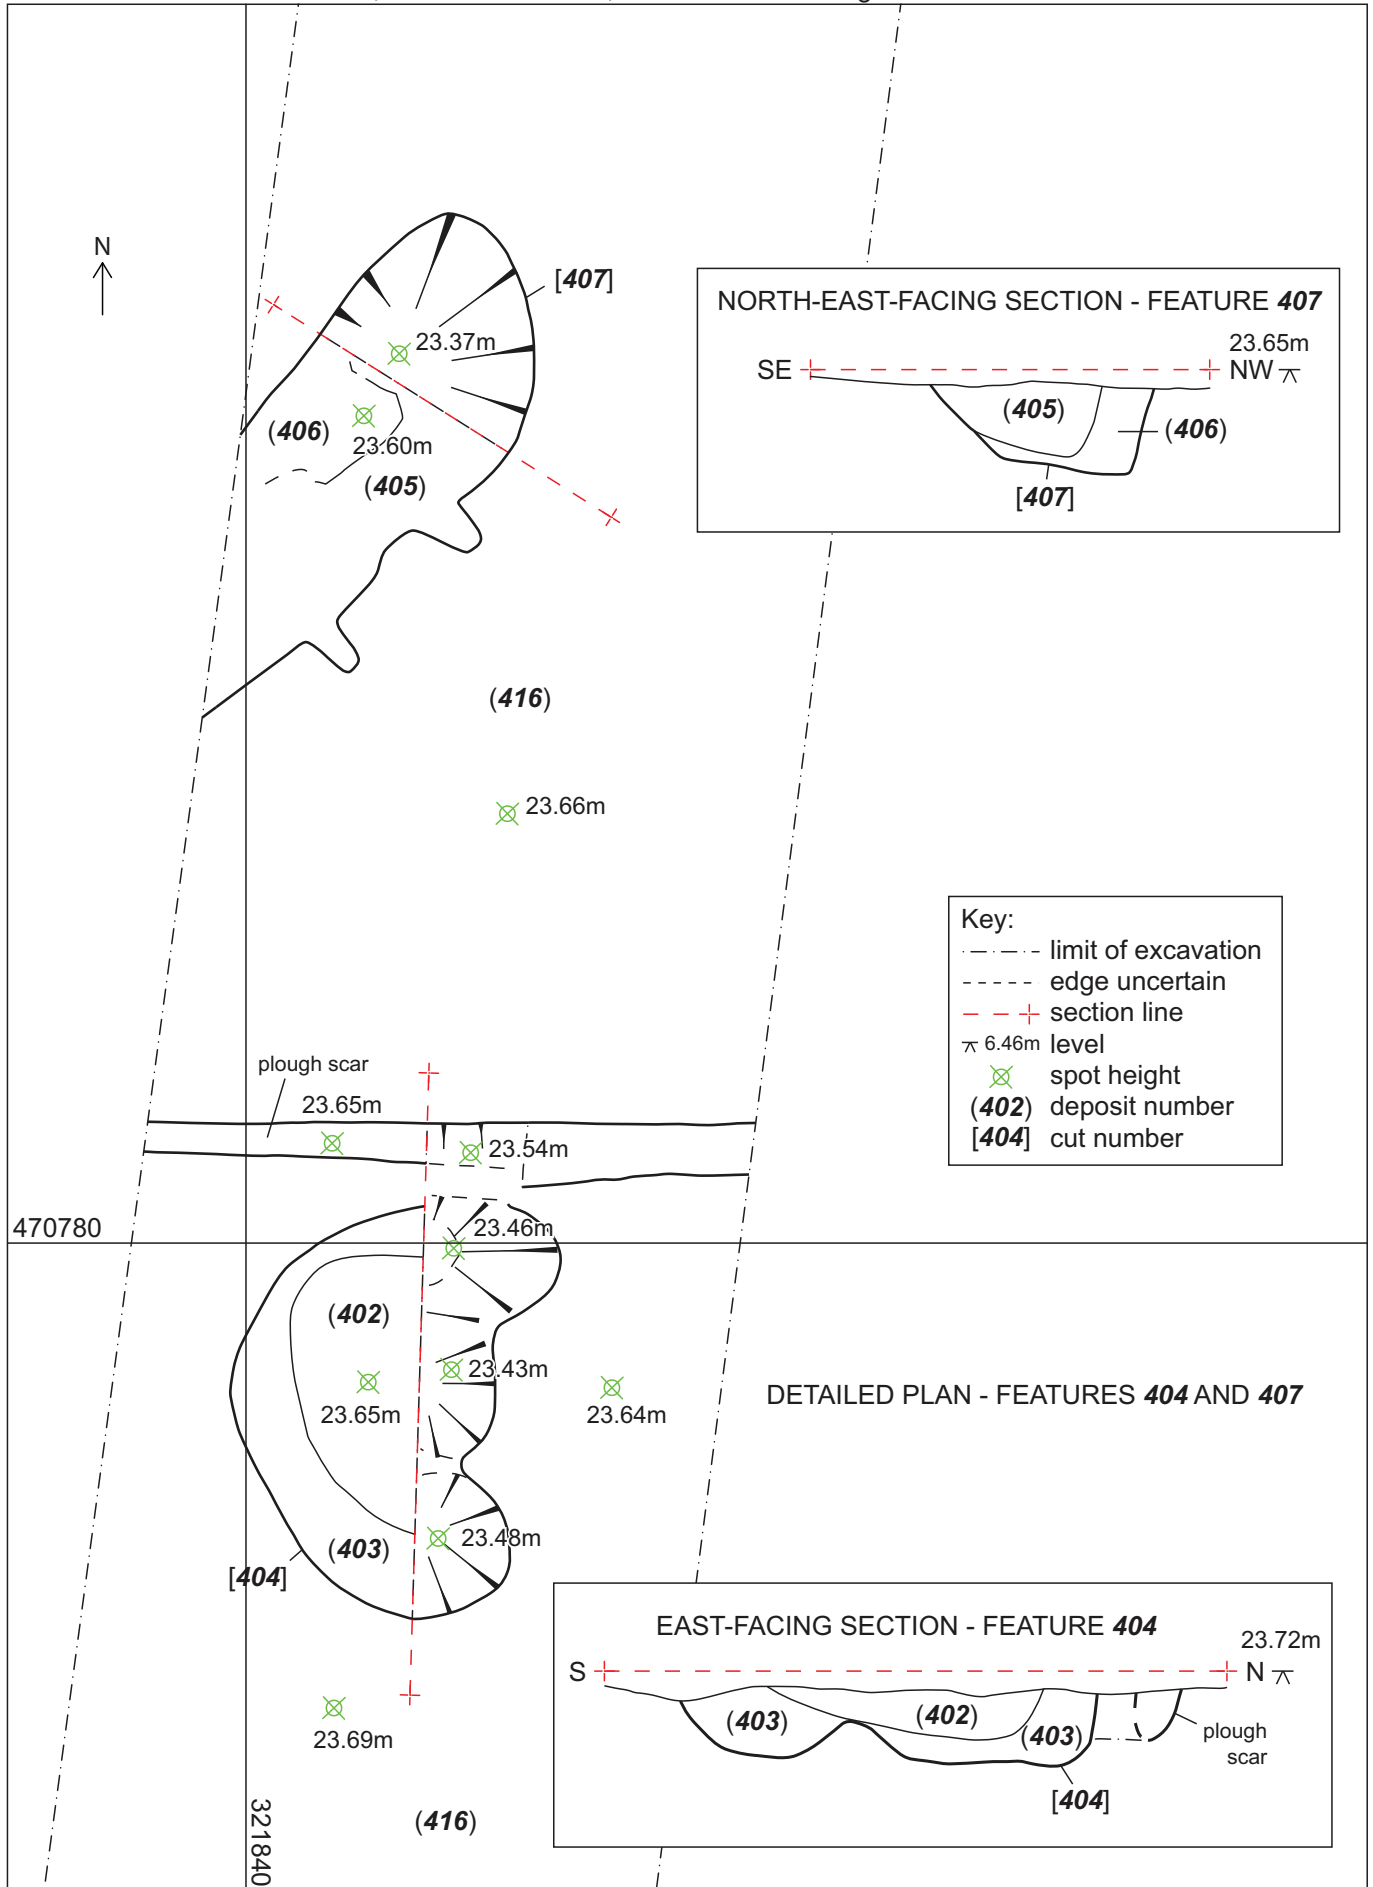 N
[407]
23.37m
(406)
23.60m
(405)
NORTH-EAST-FACING SECTION - FEATURE 407
23.65m
SE
NW
(405)
(406)
[407]
(416)
23.66m
Key:
limit of excavation
edge uncertain
section line
6.46m level
spot height
(402) deposit number
[404] cut number
plough scar
23.65m
23.54m
470780
23.46m
(402)
23.43m
23.65m
23.64m
DETAILED PLAN - FEATURES 404 AND 407
23.48m
(403)
[404]
EAST-FACING SECTION - FEATURE 404
23.72m
S
N
(403)
(402)
(403)
plough
scar
[404]
23.69m
321840
(416)